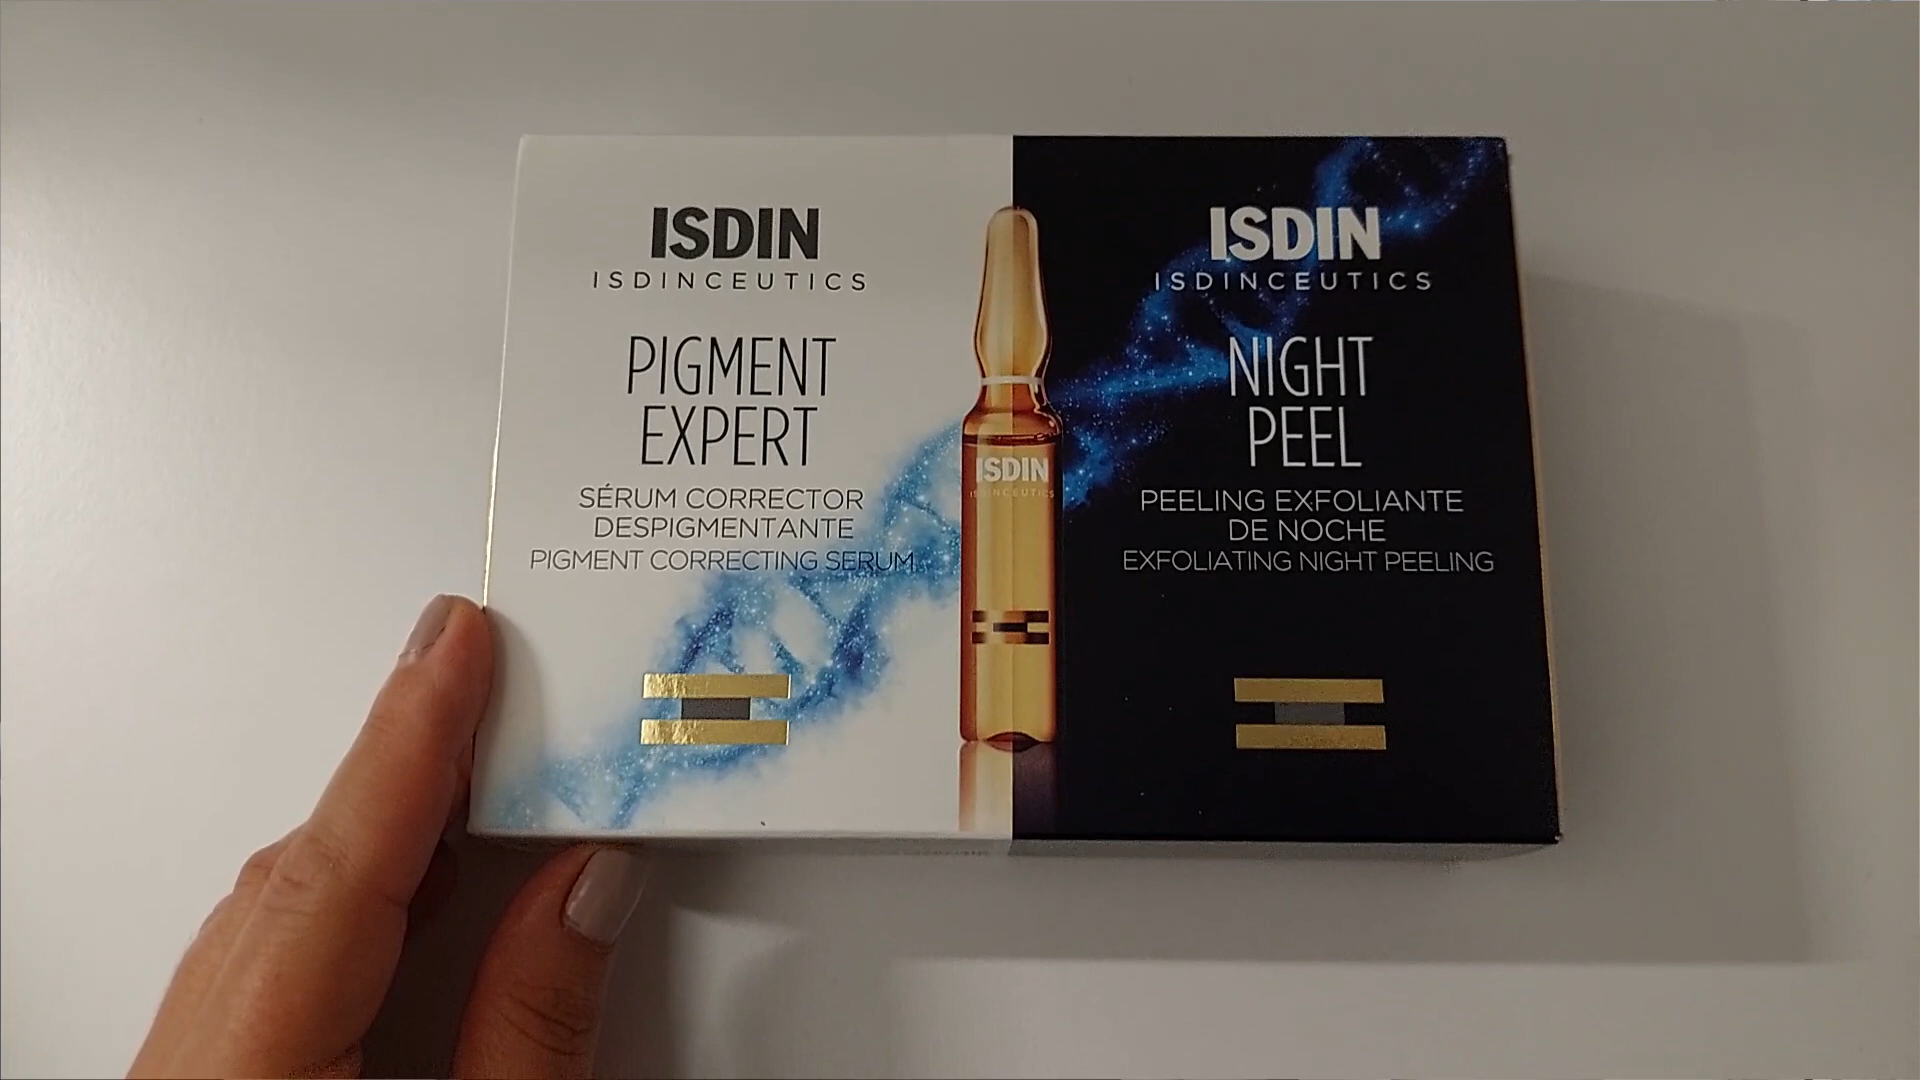 ISDIN
ISDINCEUTICS
PIGMENT
EXPERT
SÉRUM CORRECTOR
DESPIGMENTANTE
PIGMENT CORRECTING SERUM
ISDIN
ISDINCEUTICS
ISDIN
ISDINCEUTICS
NIGHT
PEEL
PEELING EXFOLIANTE
DE NOCHE
EXFOLIATING NIGHT PEELING